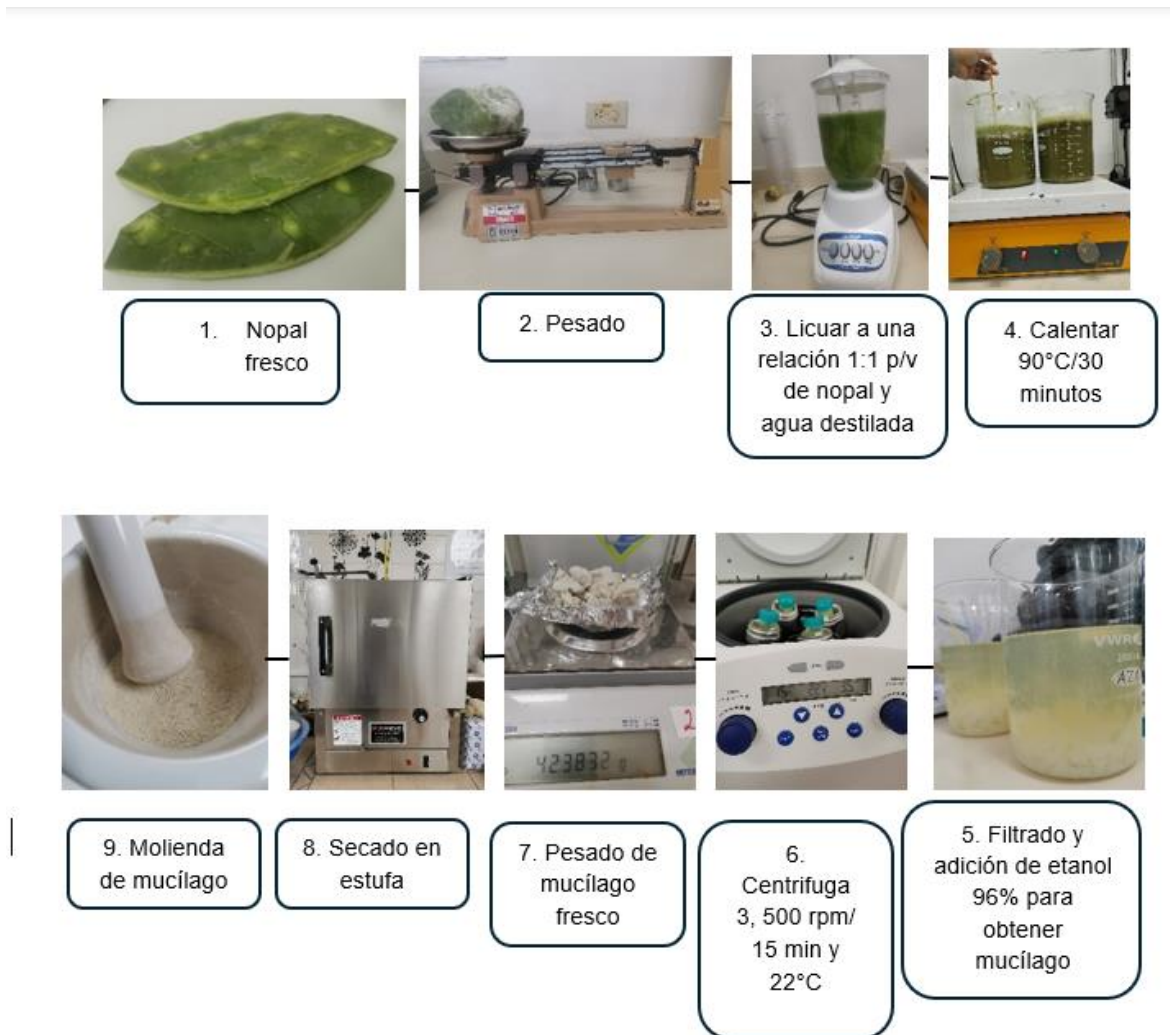 1. Nopal
fresco
2. Pesado
3. Licuar a una
relación 1:1 p/v
de nopal y
agua destilada
4. Calentar
90°C/30
minutos
VWR
423832 g
9. Molienda
de mucílago
8. Secado en
estufa
7. Pesado de
mucílago
fresco
6.
Centrifuga
3, 500 rpm/
15 min y
22°C
5. Filtrado y
adición de etanol
96% para
obtener
mucílago